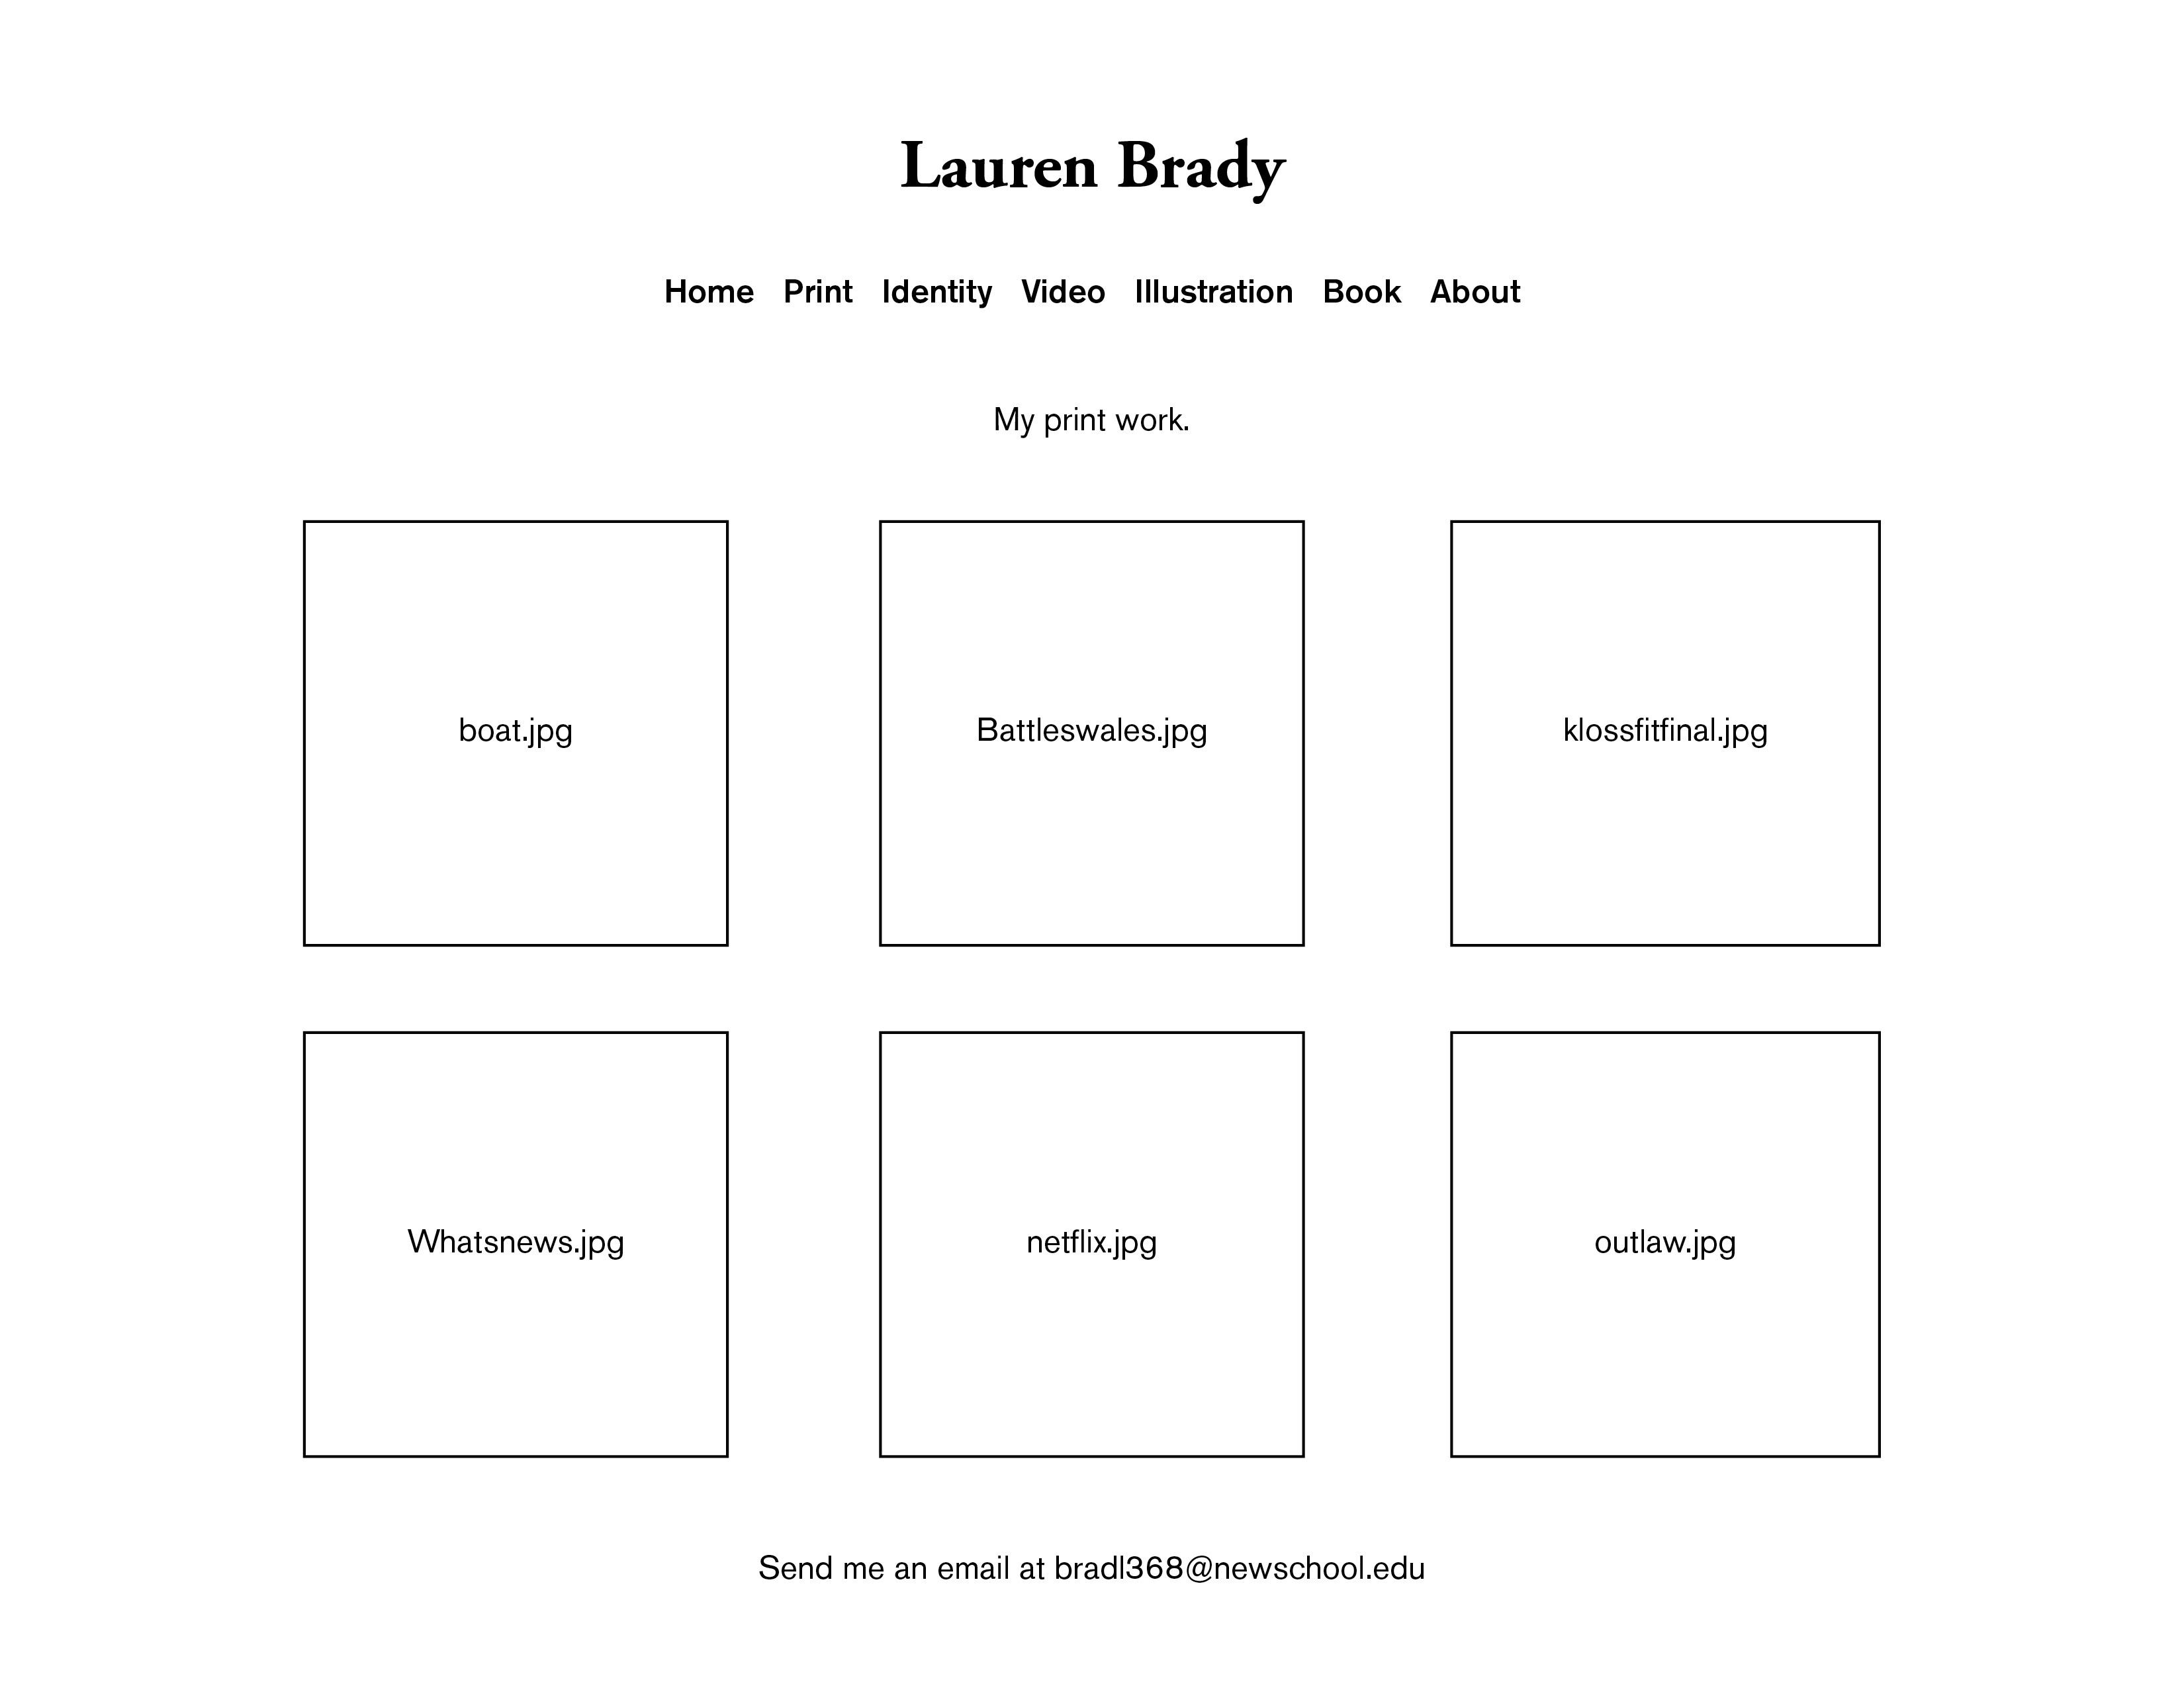 Lauren Brady
Home Print Identity Video Illustration Book About
My print work.
boat.jpg Battleswales.jpg klossfitfinal.jpg
Whatsnews.jpg netflix.jpg outlaw.jpg
Send me an email at bradl368@newschool.edu